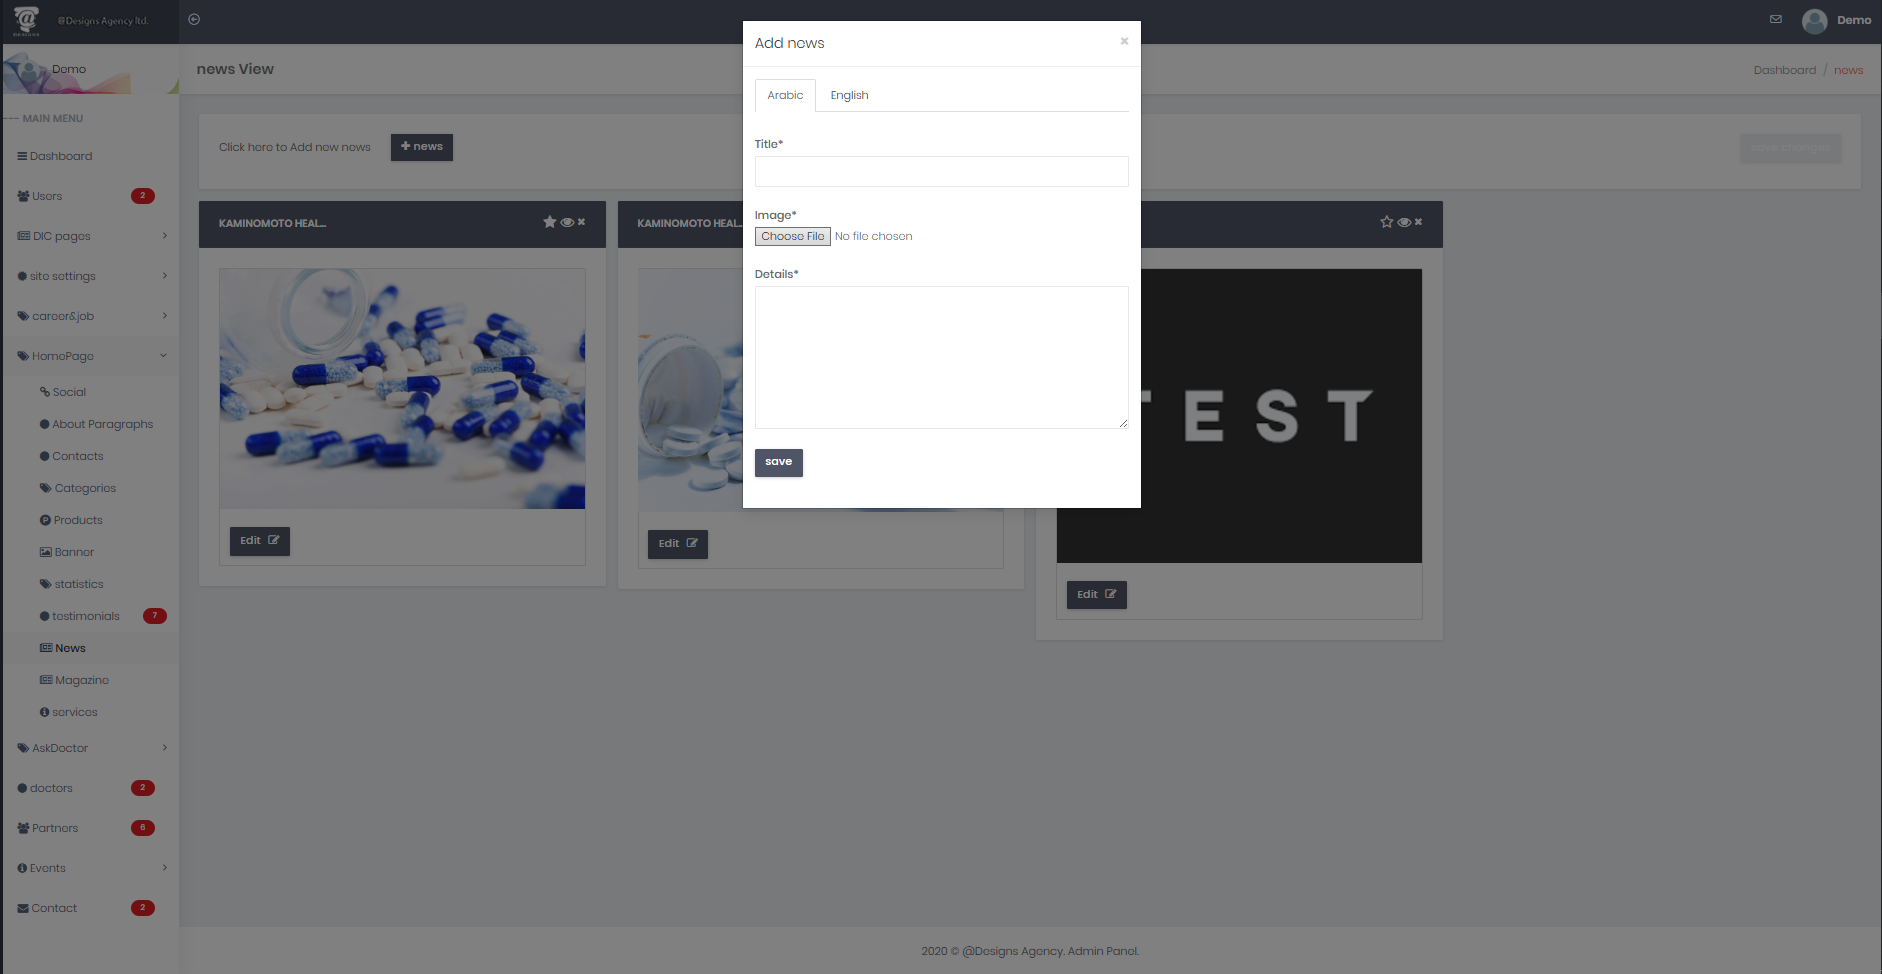 @Designs Agency ltd.
DESIGNS
Demo
Demo
news View
Dashboard / news
MAIN MENU
Dashboard
Users 2
DIC pages
site settings
career&job
HomePage
Social
About Paragraphs
Contacts
Categories
Products
Banner
statistics
testimonials 7
News
Magazine
services
AskDoctor
doctors 2
Partners 6
Events
Contact 2
Click here to Add new news
+ news
save changes
KAMINOMOTO HEAL...
Edit
KAMINOMOTO HEAL..
Edit
EST
Edit
Add news
×
Arabic
English
Title*
Image*
Choose File No file chosen
Details*
save
2020 © @Designs Agency. Admin Panel.